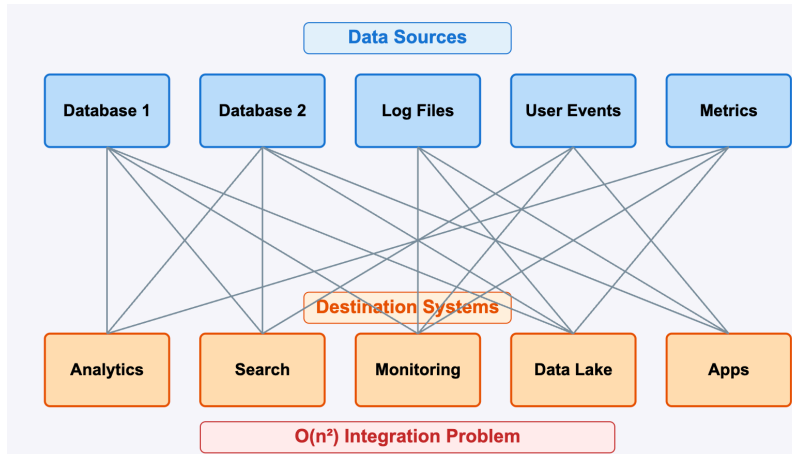 Data Sources
Database 1
Database 2
Log Files
User Events
Metrics
Destination Systems
Analytics
Search
Monitoring
Data Lake
Apps
O(n²) Integration Problem